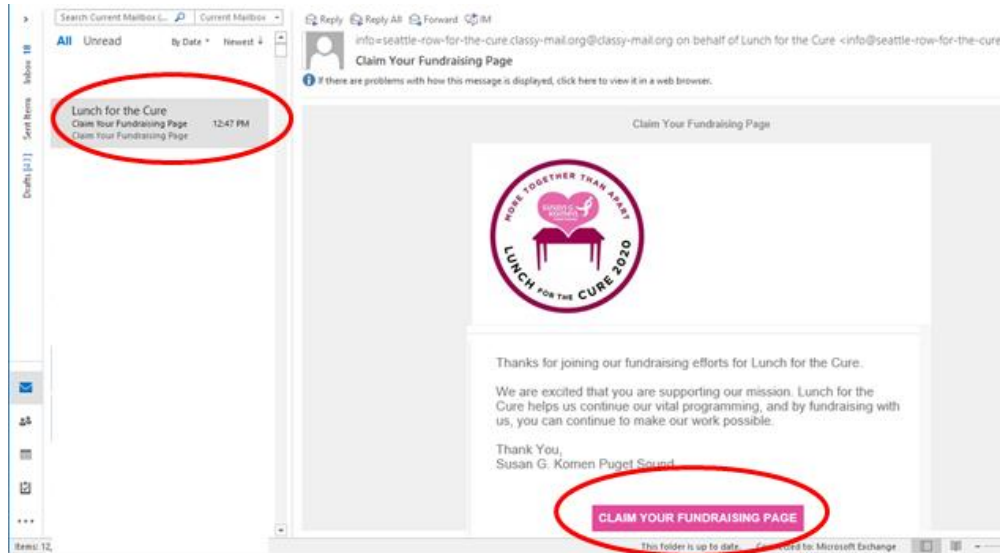 Search Current Mailbox (...
Current Mailbox
All Unread
By Date
Newest
Lunch for the Cure
Claim Your Fundraising Page 12:47 PM
Claim Your Fundraising Page
Inbox 18
Sent Items
Drafts [41]
Items: 12,
Reply Reply All Forward IM
info=seattle-row-for-the-cure.classy-mail.org@classy-mail.org on behalf of Lunch for the Cure <info@seattle-row-for-the-cure
Claim Your Fundraising Page
If there are problems with how this message is displayed, click here to view it in a web browser.
Claim Your Fundraising Page
MORE TOGETHER THAN APART
susan g.
komen
LUNCH FOR THE CURE 2020
Thanks for joining our fundraising efforts for Lunch for the Cure.
We are excited that you are supporting our mission. Lunch for the
Cure helps us continue our vital programming, and by fundraising with
us, you can continue to make our work possible.
Thank You,
Susan G. Komen Puget Sound
CLAIM YOUR FUNDRAISING PAGE
This folder is up to date. Connected to: Microsoft Exchange